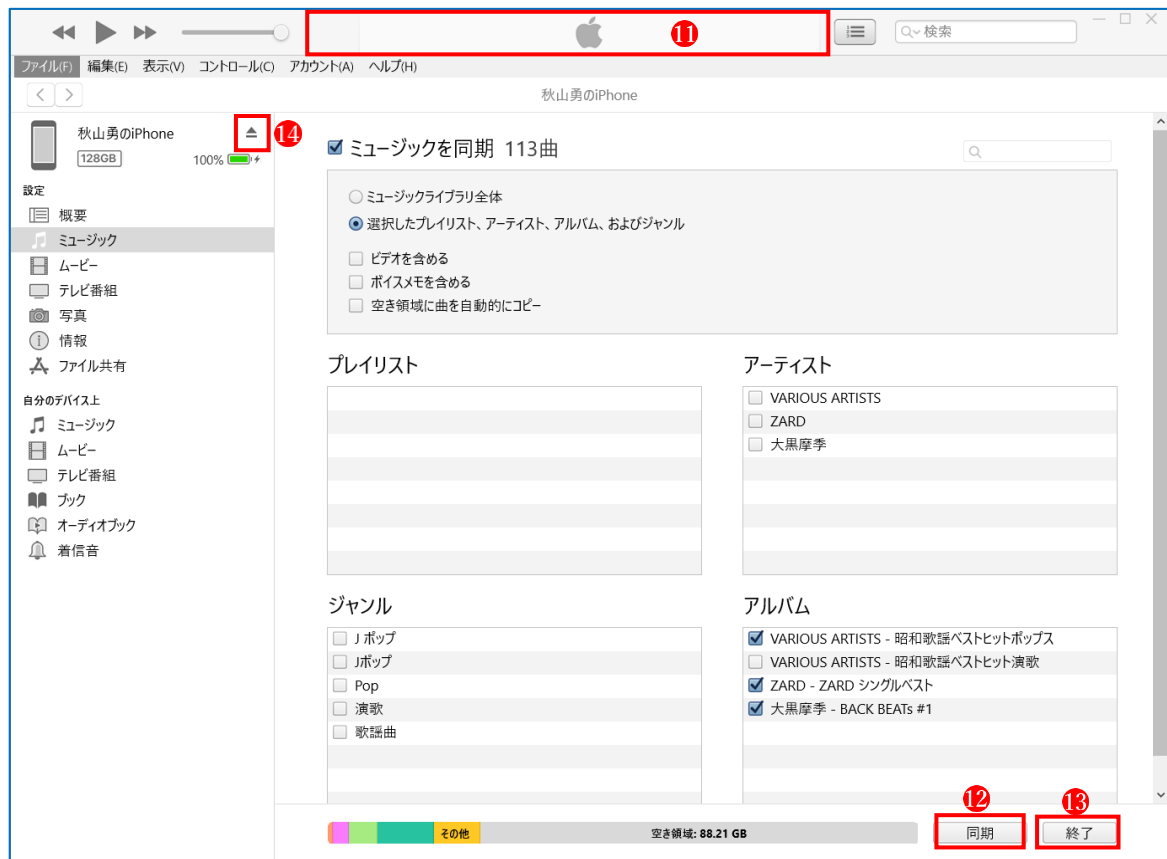 ⑪
検索
ファイル(F) 編集(E) 表示(V) コントロール(C) アカウント(A) ヘルプ(H)
秋山勇のiPhone
秋山勇のiPhone
⑭
128GB 100%
設定
概要
ミュージック
ムービー
テレビ番組
写真
情報
ファイル共有
自分のデバイス上
ミュージック
ムービー
テレビ番組
ブック
オーディオブック
着信音
ミュージックを同期 113曲
ミュージックライブラリ全体
選択したプレイリスト、アーティスト、アルバム、およびジャンル
ビデオを含める
ボイスメモを含める
空き領域に曲を自動的にコピー
プレイリスト
アーティスト
VARIOUS ARTISTS
ZARD
大黒摩季
ジャンル
J ポップ
Jポップ
Pop
演歌
歌謡曲
アルバム
VARIOUS ARTISTS - 昭和歌謡ベストヒットポップス
VARIOUS ARTISTS - 昭和歌謡ベストヒット演歌
ZARD - ZARD シングルベスト
大黒摩季 - BACK BEATs #1
⑫ ⑬
その他 空き領域: 88.21 GB 同期 終了